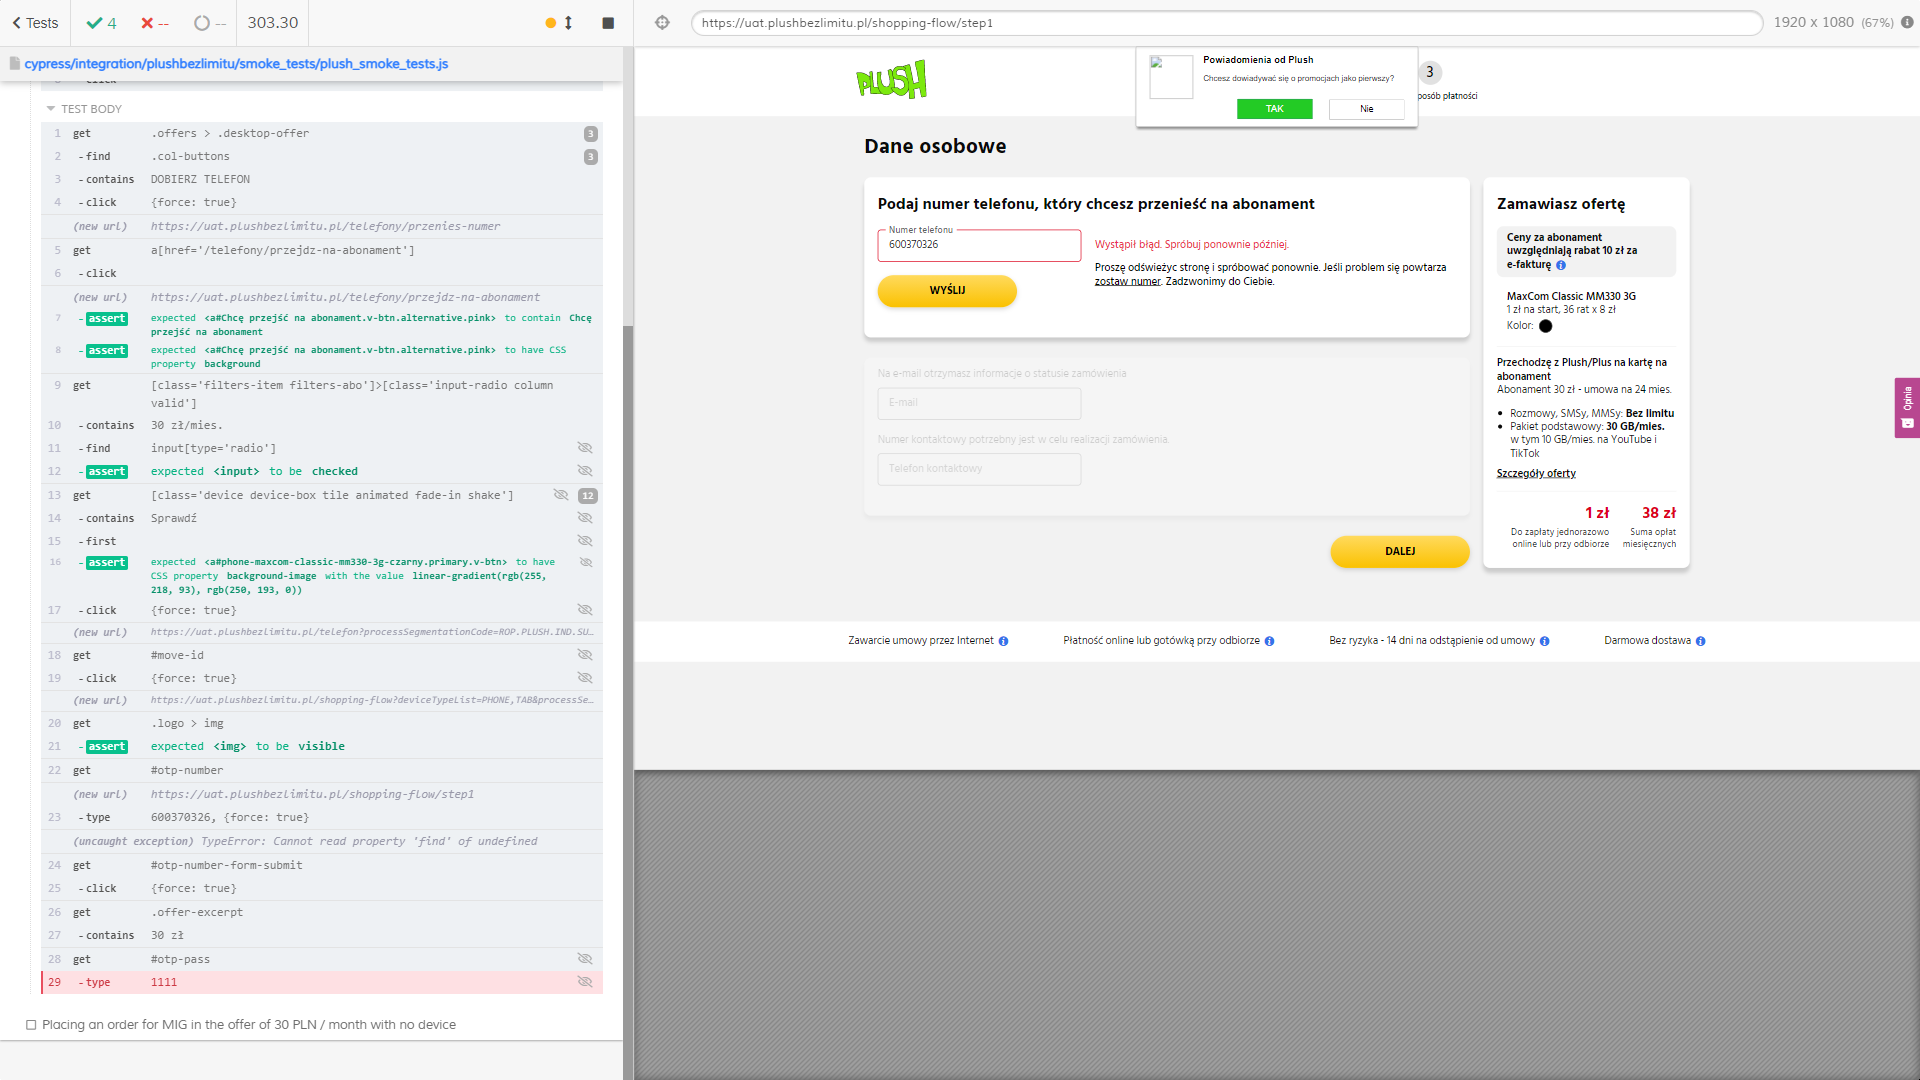 Tests
4
--
--
303.30
cypress/integration/plushbezlimitu/smoke_tests/plush_smoke_tests.js
TEST BODY
1 get .offers > .desktop-offer 3
2 -find .col-buttons 3
3 -contains DOBIERZ TELEFON
4 -click {force: true}
(new url) https://uat.plushbezlimitu.pl/telefony/przenies-numer
5 get a[href='/telefony/przejdz-na-abonament']
6 -click
(new url) https://uat.plushbezlimitu.pl/telefony/przejdz-na-abonament
7 -assert expected <a#Chcę przejść na abonament.v-btn.alternative.pink> to contain Chcę
przejść na abonament
8 -assert expected <a#Chcę przejść na abonament.v-btn.alternative.pink> to have CSS
property background
9 get [class='filters-item filters-abo']>[class='input-radio column
valid']
10 -contains 30 zł/mies.
11 -find input[type='radio']
12 -assert expected <input> to be checked
13 get [class='device device-box tile animated fade-in shake'] 12
14 -contains Sprawdź
15 -first
16 -assert expected <a#phone-maxcom-classic-mm330-3g-czarny.primary.v-btn> to have
CSS property background-image with the value linear-gradient(rgb(255,
218, 93), rgb(250, 193, 0))
17 -click {force: true}
(new url) https://uat.plushbezlimitu.pl/telefon?processSegmentationCode=ROP.PLUSH.IND.SU…
18 get #move-id
19 -click {force: true}
(new url) https://uat.plushbezlimitu.pl/shopping-flow?deviceTypeList=PHONE,TAB&processSe…
20 get .logo > img
21 -assert expected <img> to be visible
22 get #otp-number
(new url) https://uat.plushbezlimitu.pl/shopping-flow/step1
23 -type 600370326, {force: true}
(uncaught exception) TypeError: Cannot read property 'find' of undefined
24 get #otp-number-form-submit
25 -click {force: true}
26 get .offer-excerpt
27 -contains 30 zł
28 get #otp-pass
29 -type 1111
Placing an order for MIG in the offer of 30 PLN / month with no device
https://uat.plushbezlimitu.pl/shopping-flow/step1
1920 x 1080 (67%)
PLUSH
Powiadomienia od Plush
Chcesz dowiadywać się o promocjach jako pierwszy?
TAK
Nie
3
posób płatności
Dane osobowe
Podaj numer telefonu, który chcesz przenieść na abonament
Numer telefonu
600370326
WYŚLIJ
Wystąpił błąd. Spróbuj ponownie później.
Proszę odświeżyc stronę i spróbować ponownie. Jeśli problem się powtarza
zostaw numer. Zadzwonimy do Ciebie.
Na e-mail otrzymasz informacje o statusie zamówienia
E-mail
Numer kontaktowy potrzebny jest w celu realizacji zamówienia.
Telefon kontaktowy
DALEJ
Zamawiasz ofertę
Ceny za abonament
uwzględniają rabat 10 zł za
e-fakturę
MaxCom Classic MM330 3G
1 zł na start, 36 rat x 8 zł
Kolor:
Przechodzę z Plush/Plus na kartę na
abonament
Abonament 30 zł - umowa na 24 mies.
Rozmowy, SMSy, MMSy: Bez limitu
Pakiet podstawowy: 30 GB/mies.
w tym 10 GB/mies. na YouTube i
TikTok
Szczegóły oferty
1 zł
Do zapłaty jednorazowo
online lub przy odbiorze
38 zł
Suma opłat
miesięcznych
Opinia
Zawarcie umowy przez Internet
Płatność online lub gotówką przy odbiorze
Bez ryzyka - 14 dni na odstąpienie od umowy
Darmowa dostawa